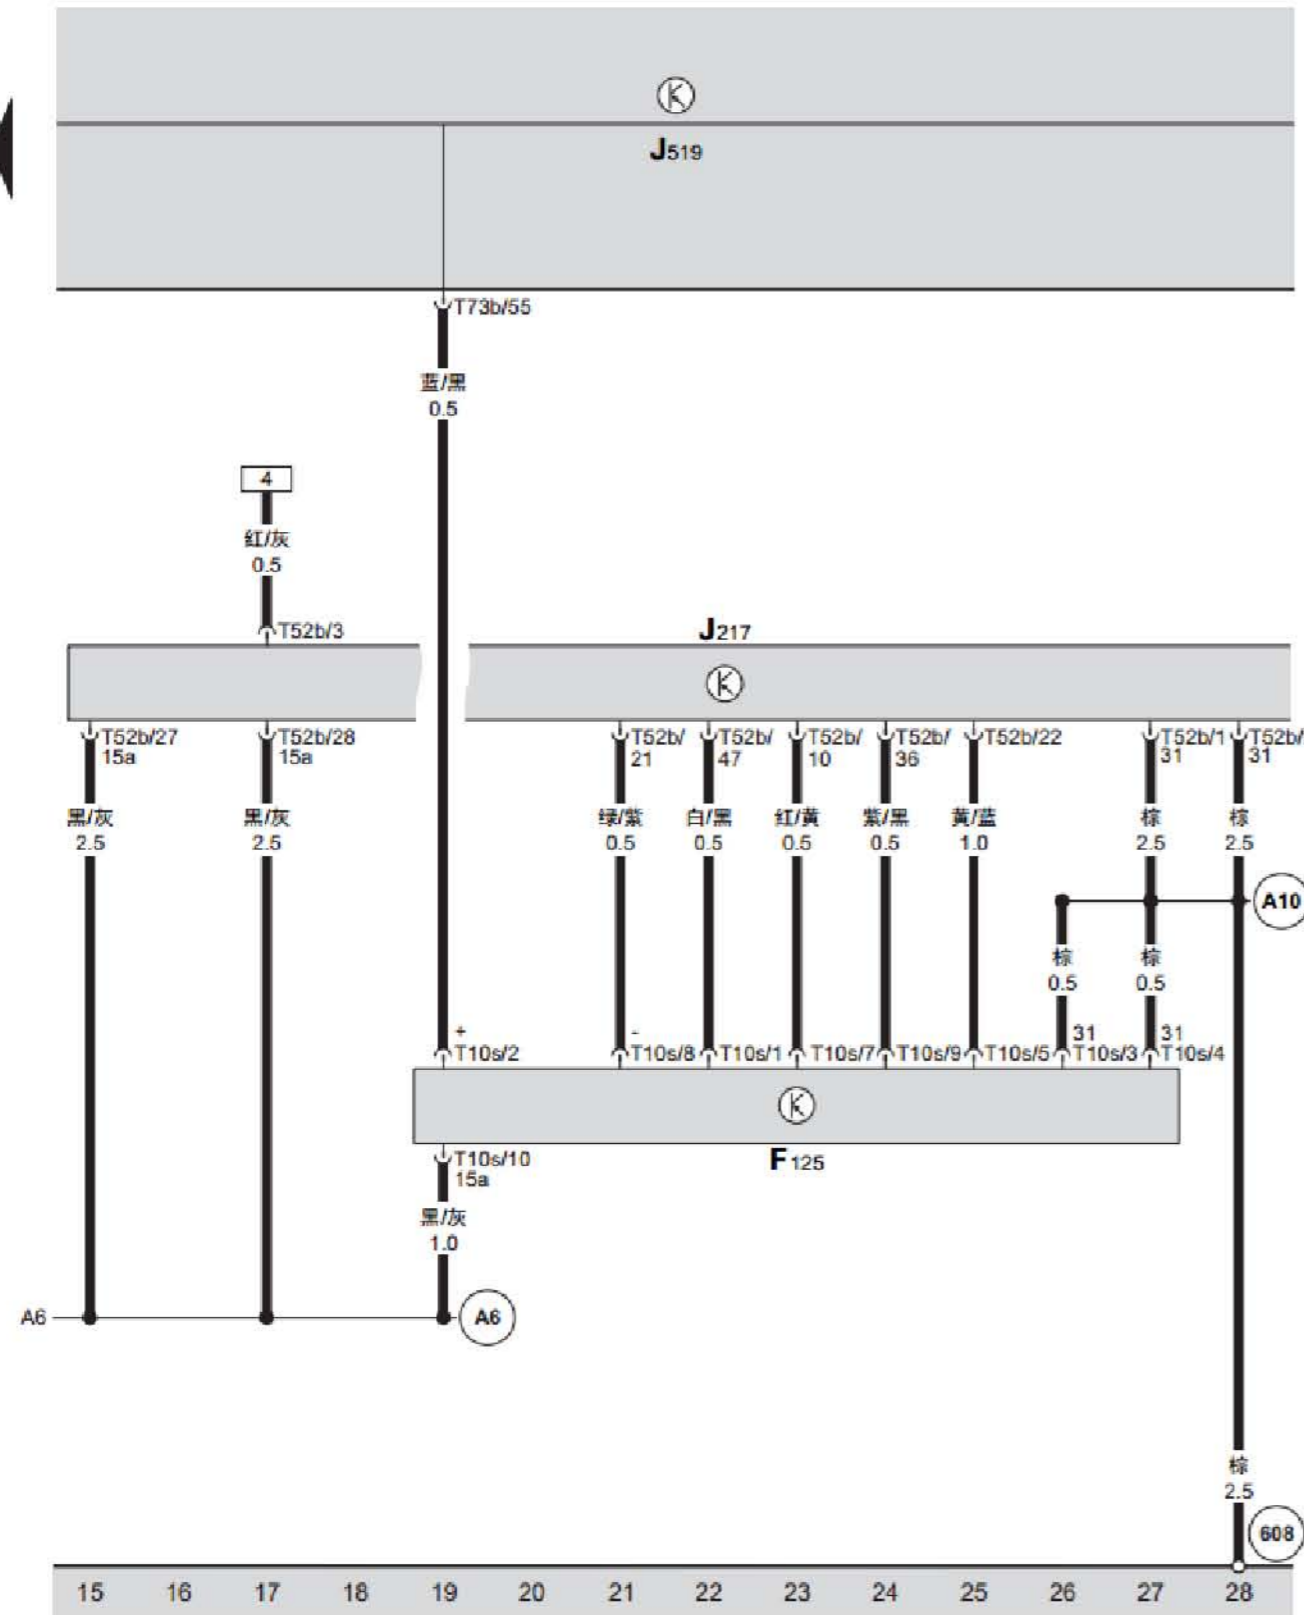 J519
T73b/55
蓝/黑
0.5
4
红/灰
0.5
T52b/3
J217
T52b/27
15a
T52b/28
15a
T52b/
21
T52b/
47
T52b/
10
T52b/
36
T52b/22
T52b/1
31
T52b/
31
黑/灰
2.5
黑/灰
2.5
绿/紫
0.5
白/黑
0.5
红/黄
0.5
紫/黑
0.5
黄/蓝
1.0
棕
2.5
棕
2.5
A10
棕
0.5
棕
0.5
+
T10s/2
-
T10s/8
T10s/1
T10s/7
T10s/9
T10s/5
31
T10s/3
31
T10s/4
F125
T10s/10
15a
黑/灰
1.0
A6
A6
棕
2.5
608
15 16 17 18 19 20 21 22 23 24 25 26 27 28